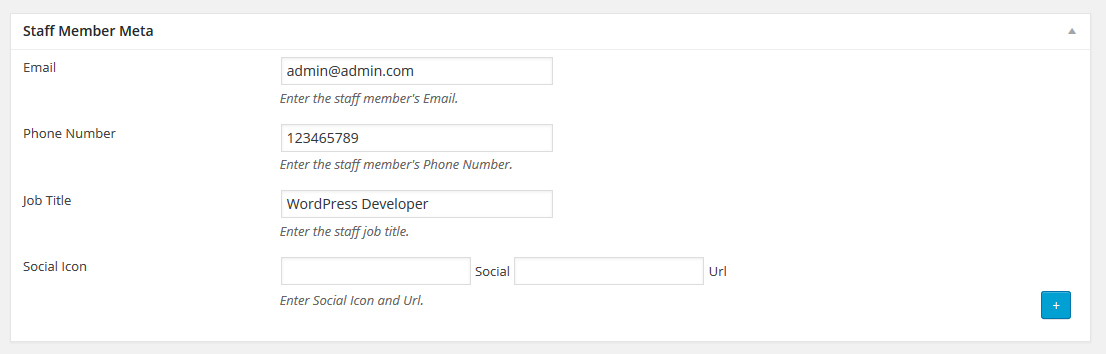 Staff Member Meta
Email
admin@admin.com
Enter the staff member's Email.
Phone Number
123465789
Enter the staff member's Phone Number.
Job Title
WordPress Developer
Enter the staff job title.
Social Icon
Social Url
Enter Social Icon and Url.
+